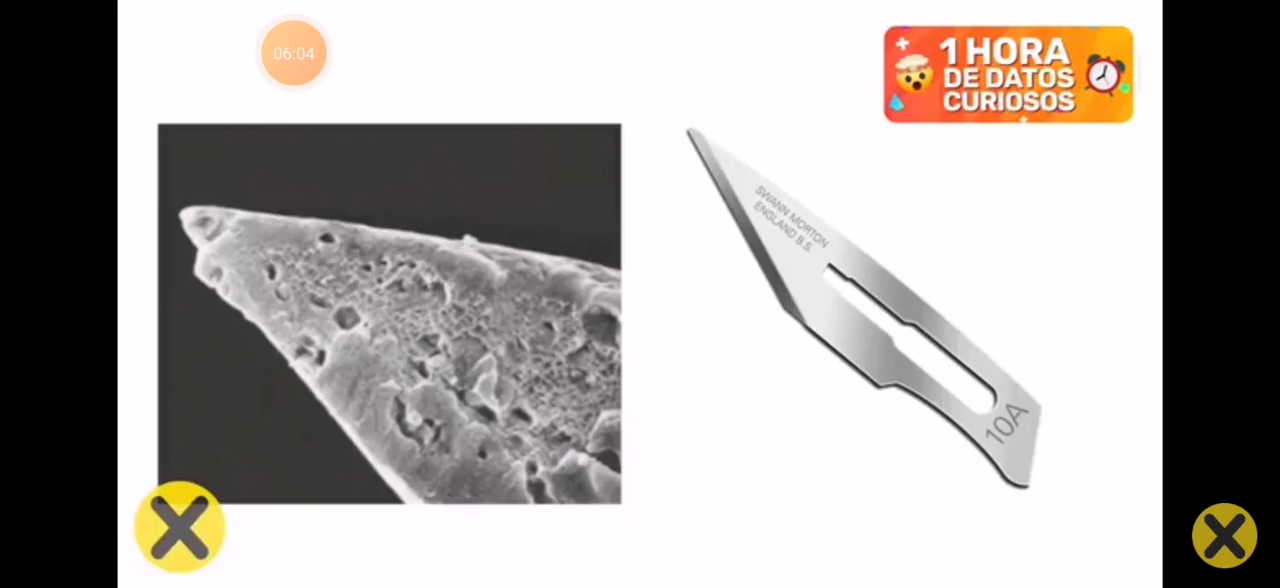 06:04
1 HORA
DE DATOS
CURIOSOS
SWANN MORTON
ENGLAND B.S.
10A